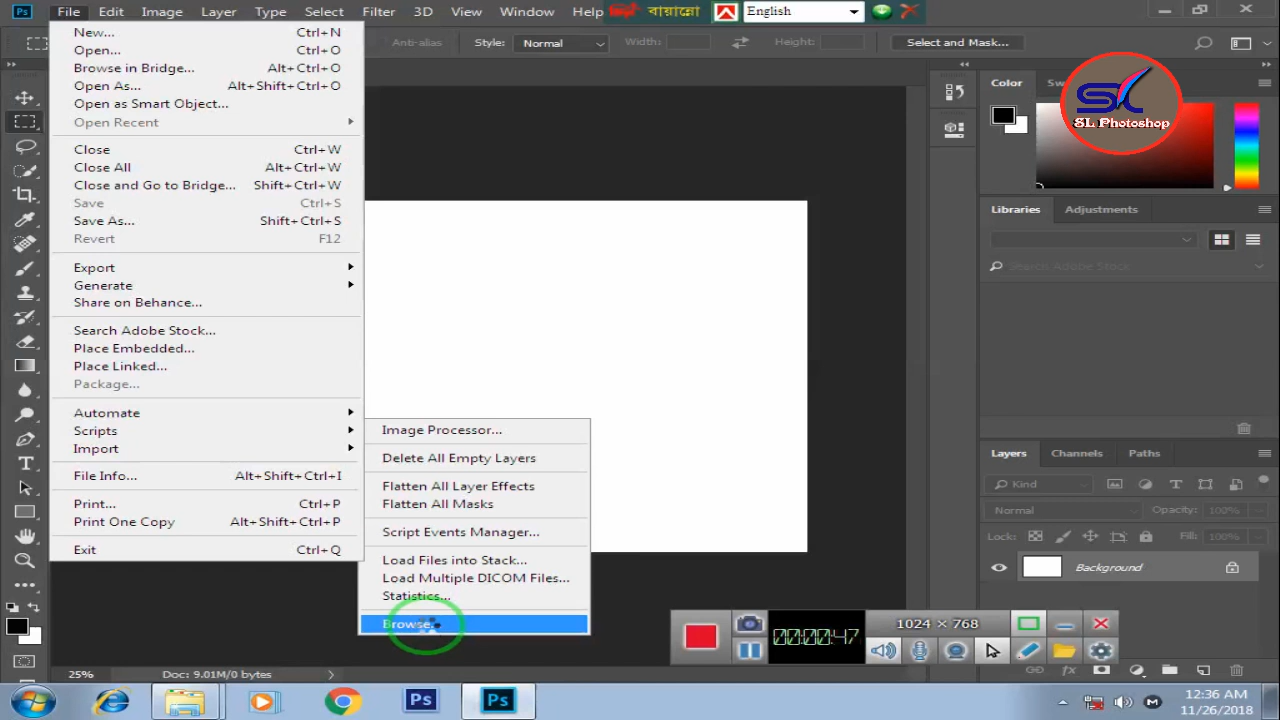 Ps File Edit Image Layer Type Select Filter 3D View Window Help বায়ান্নো English
Anti-alias Style: Normal Width: Height: Select and Mask...
New... Ctrl+N
Open... Ctrl+O
Browse in Bridge... Alt+Ctrl+O
Open As... Alt+Shift+Ctrl+O
Open as Smart Object...
Open Recent
Close Ctrl+W
Close All Alt+Ctrl+W
Close and Go to Bridge... Shift+Ctrl+W
Save Ctrl+S
Save As... Shift+Ctrl+S
Revert F12
Export
Generate
Share on Behance...
Search Adobe Stock...
Place Embedded...
Place Linked...
Package...
Automate
Scripts
Import
File Info... Alt+Shift+Ctrl+I
Print... Ctrl+P
Print One Copy Alt+Shift+Ctrl+P
Exit Ctrl+Q
Image Processor...
Delete All Empty Layers
Flatten All Layer Effects
Flatten All Masks
Script Events Manager...
Load Files into Stack...
Load Multiple DICOM Files...
Statistics...
Browse...
Color
SL Photoshop
Libraries Adjustments
Search Adobe Stock
Layers Channels Paths
Kind
Normal Opacity: 100%
Lock: Fill: 100%
Background
00:00:47 1024 × 768
25% Doc: 9.01M/0 bytes
fx
Ps Ps
12:36 AM
11/26/2018